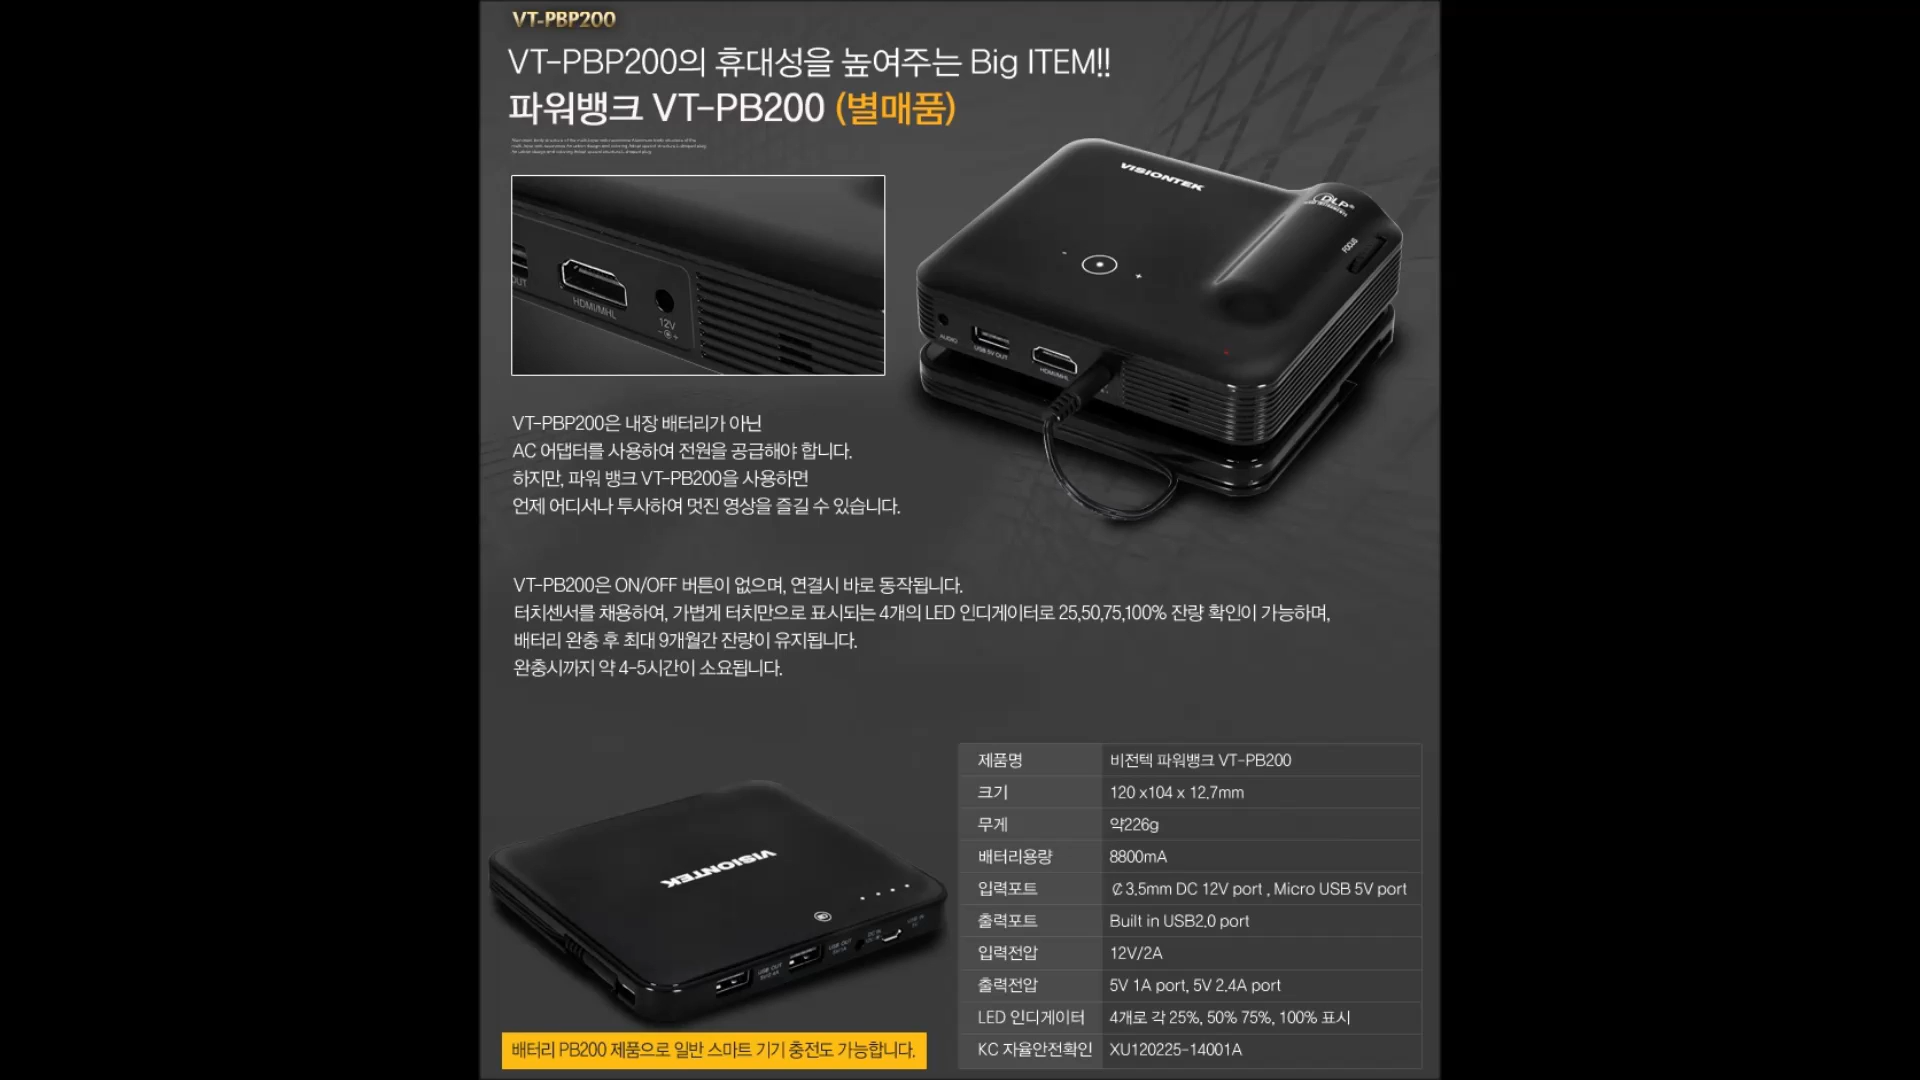 VT-PBP200
VT-PBP200의 휴대성을 높여주는 Big ITEM!!
파워뱅크 VT-PB200 (별매품)
OUT
HDMI/MHL
12V
VISIONTEK
DLP®
FOCUS
- +
AUDIO
USB 5V OUT
HDMI/MHL
VT-PBP200은 내장 배터리가 아닌
AC 어댑터를 사용하여 전원을 공급해야 합니다.
하지만, 파워 뱅크 VT-PB200을 사용하면
언제 어디서나 투사하여 멋진 영상을 즐길 수 있습니다.
VT-PB200은 ON/OFF 버튼이 없으며, 연결시 바로 동작됩니다.
터치센서를 채용하여, 가볍게 터치만으로 표시되는 4개의 LED 인디게이터로 25,50,75,100% 잔량 확인이 가능하며,
배터리 완충 후 최대 9개월간 잔량이 유지됩니다.
완충시까지 약 4-5시간이 소요됩니다.
VISIONTEK
USB OUT
USB OUT
배터리 PB200 제품으로 일반 스마트 기기 충전도 가능합니다.
제품명 비전텍 파워뱅크 VT-PB200
크기 120 x104 x 12.7mm
무게 약226g
배터리용량 8800mA
입력포트 ₡ 3.5mm DC 12V port , Micro USB 5V port
출력포트 Built in USB2.0 port
입력전압 12V/2A
출력전압 5V 1A port, 5V 2.4A port
LED 인디게이터 4개로 각 25%, 50% 75%, 100% 표시
KC 자율안전확인 XU120225-14001A